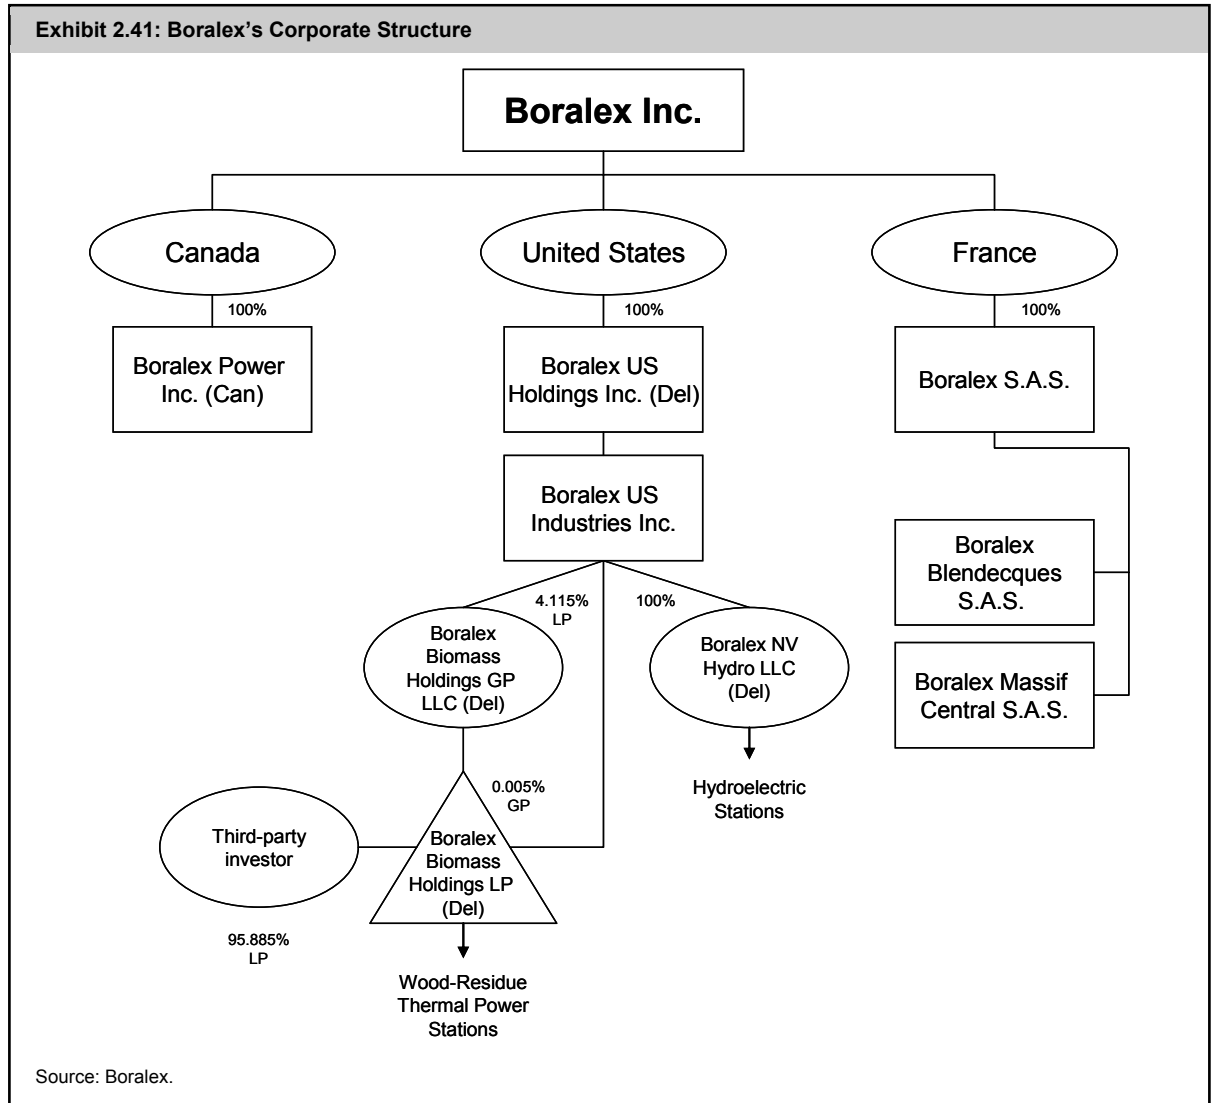 Exhibit 2.41: Boralex's Corporate Structure
Boralex Inc.
Canada
United States
France
100%
100%
100%
Boralex Power
Inc. (Can)
Boralex US
Holdings Inc. (Del)
Boralex S.A.S.
Boralex US
Industries Inc.
Boralex
Blendecques
S.A.S.
4.115%
LP
100%
Boralex
Biomass
Holdings GP
LLC (Del)
Boralex NV
Hydro LLC
(Del)
Boralex Massif
Central S.A.S.
0.005%
GP
Hydroelectric
Stations
Third-party
investor
Boralex
Biomass
Holdings LP
(Del)
95.885%
LP
Wood-Residue
Thermal Power
Stations
Source: Boralex.